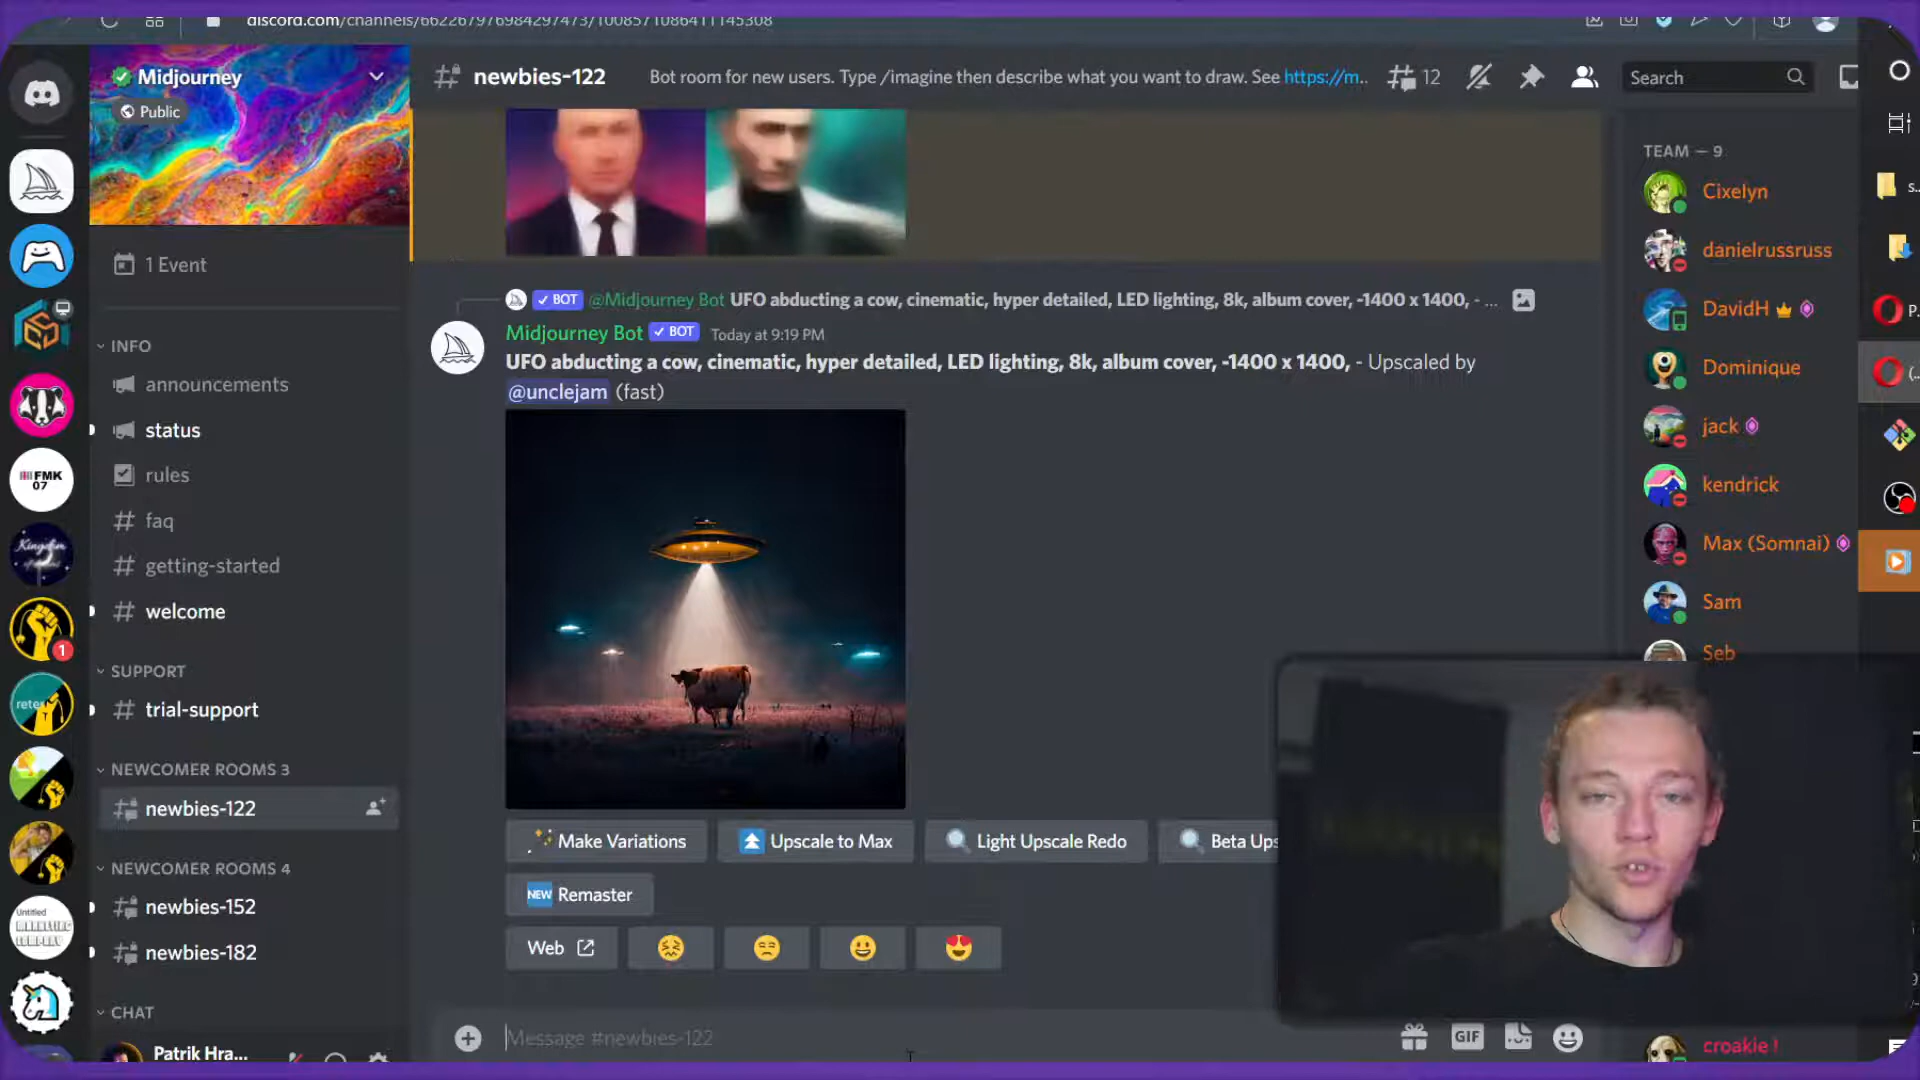 discord.com/channels/662267976984297473/1008571086411145308
Midjourney
Public
1 Event
INFO
announcements
status
rules
faq
getting-started
welcome
SUPPORT
trial-support
NEWCOMER ROOMS 3
newbies-122
NEWCOMER ROOMS 4
newbies-152
newbies-182
CHAT
Patrik Hra...
FMK
07
Kingdom
1
rete
Untitled
MARKETING
COMPANY
newbies-122
Bot room for new users. Type /imagine then describe what you want to draw. See https://m..
12
Search
BOT @Midjourney Bot UFO abducting a cow, cinematic, hyper detailed, LED lighting, 8k, album cover, -1400 x 1400, - ...
Midjourney Bot BOT Today at 9:19 PM
UFO abducting a cow, cinematic, hyper detailed, LED lighting, 8k, album cover, -1400 x 1400, - Upscaled by
@unclejam (fast)
Make Variations
Upscale to Max
Light Upscale Redo
Beta Ups
NEW Remaster
Web
Message #newbies-122
GIF
TEAM — 9
Cixelyn
danielrussruss
DavidH
Dominique
jack
kendrick
Max (Somnai)
Sam
Seb
croakie !
s..
P.
(..